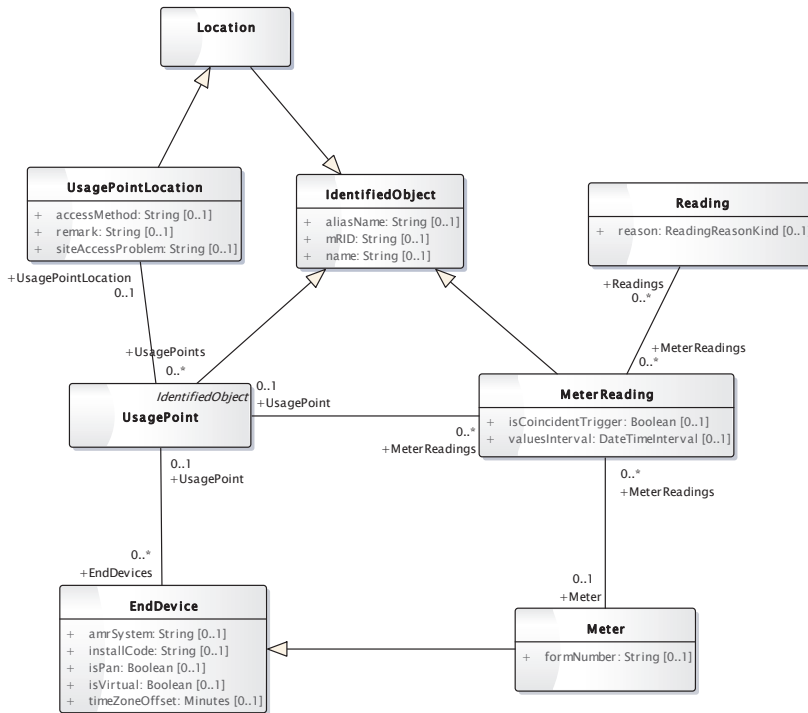 Location
UsagePointLocation
+ accessMethod: String [0..1]
+ remark: String [0..1]
+ siteAccessProblem: String [0..1]
IdentifiedObject
+ aliasName: String [0..1]
+ mRID: String [0..1]
+ name: String [0..1]
Reading
+ reason: ReadingReasonKind [0..1]
+UsagePointLocation
0..1
+Readings
0..*
+UsagePoints
0..*
+MeterReadings
0..*
IdentifiedObject
UsagePoint
0..1
+UsagePoint
MeterReading
+ isCoincidentTrigger: Boolean [0..1]
+ valuesInterval: DateTimeInterval [0..1]
0..*
+MeterReadings
0..1
+UsagePoint
0..*
+MeterReadings
0..*
+EndDevices
0..1
+Meter
EndDevice
+ amrSystem: String [0..1]
+ installCode: String [0..1]
+ isPan: Boolean [0..1]
+ isVirtual: Boolean [0..1]
+ timeZoneOffset: Minutes [0..1]
Meter
+ formNumber: String [0..1]